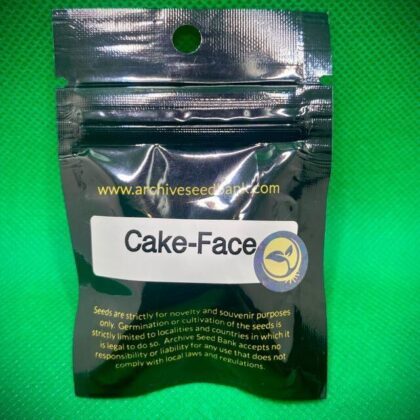 www.archiveseedbank.com
Cake-Face
Seeds are strictly for novelty and souvenir purposes
only. Germination or cultivation of the seeds is
strictly limited to localities and countries in which it
is legal to do so. Archive Seed Bank accepts no
responsibility or liability for any use that does not
comply with local laws and regulations.